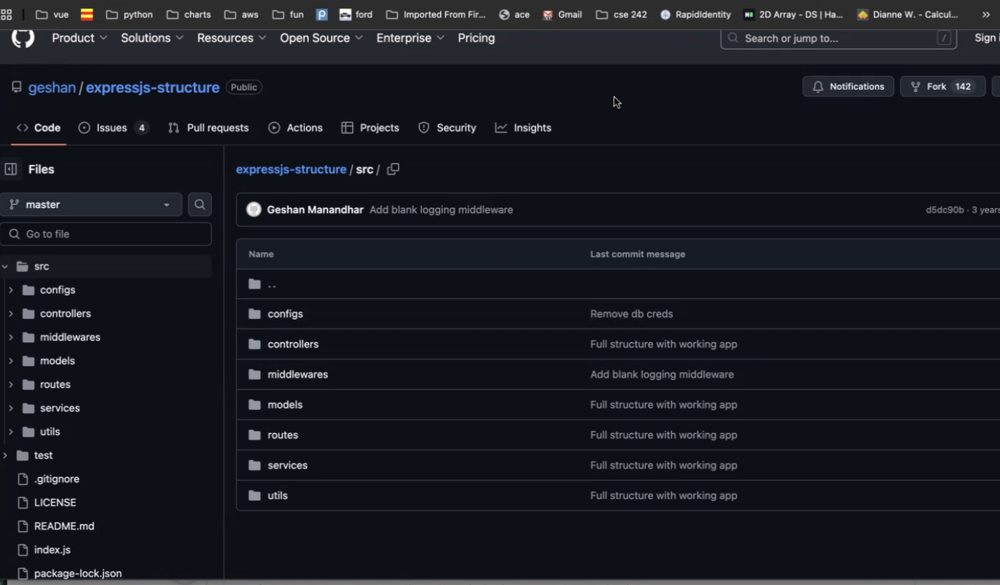 vue python charts aws fun ford Imported From Fir... ace Gmail cse 242 RapidIdentity 2D Array - DS | Ha... Dianne W. - Calcul... »
Product Solutions Resources Open Source Enterprise Pricing Search or jump to... / Sign
geshan / expressjs-structure Public Notifications Fork 142
Code Issues 4 Pull requests Actions Projects Security Insights
Files
expressjs-structure / src /
master
Geshan Manandhar Add blank logging middleware d5dc90b · 3 years
Go to file
Name Last commit message
src
..
configs
configs Remove db creds
controllers
controllers Full structure with working app
middlewares
middlewares Add blank logging middleware
models
models Full structure with working app
routes
routes Full structure with working app
services
services Full structure with working app
utils
utils Full structure with working app
test
.gitignore
LICENSE
README.md
index.js
package-lock.json